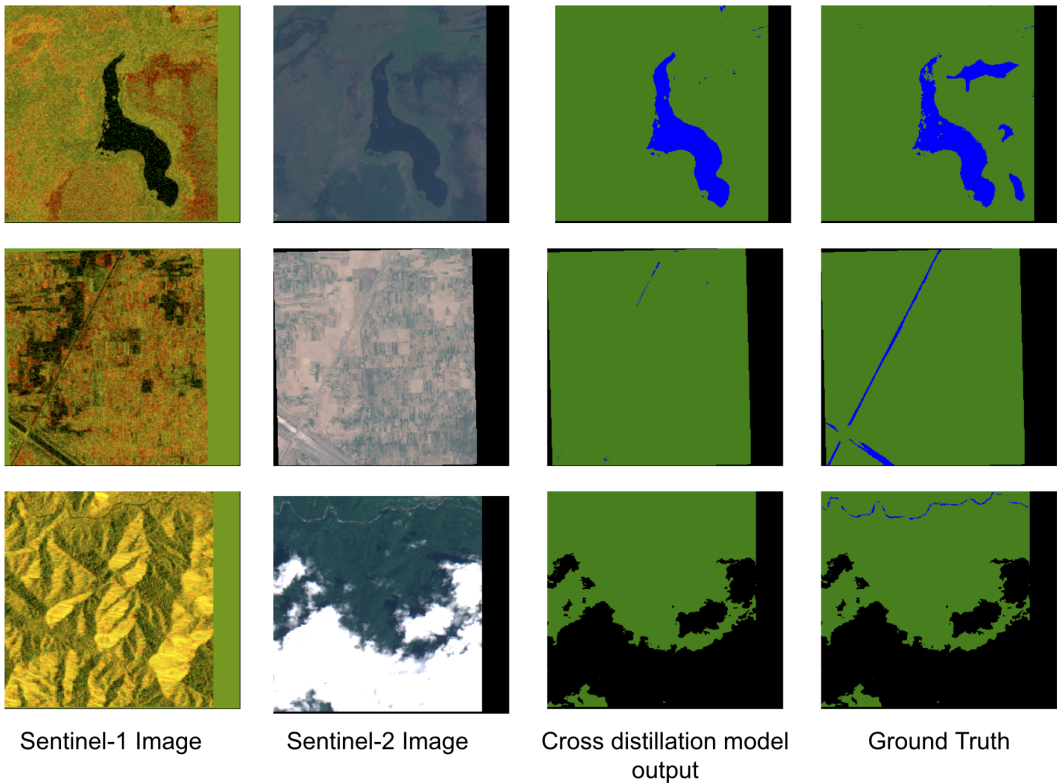 Sentinel-1 Image
Sentinel-2 Image
Cross distillation model
output
Ground Truth